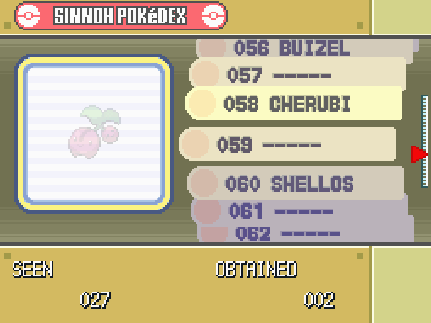 SINNOH POKéDEX
056 BUIZEL
057 -----
058 CHERUBI
059 -----
060 SHELLOS
061 -----
062 -----
SEEN
027
OBTAINED
002